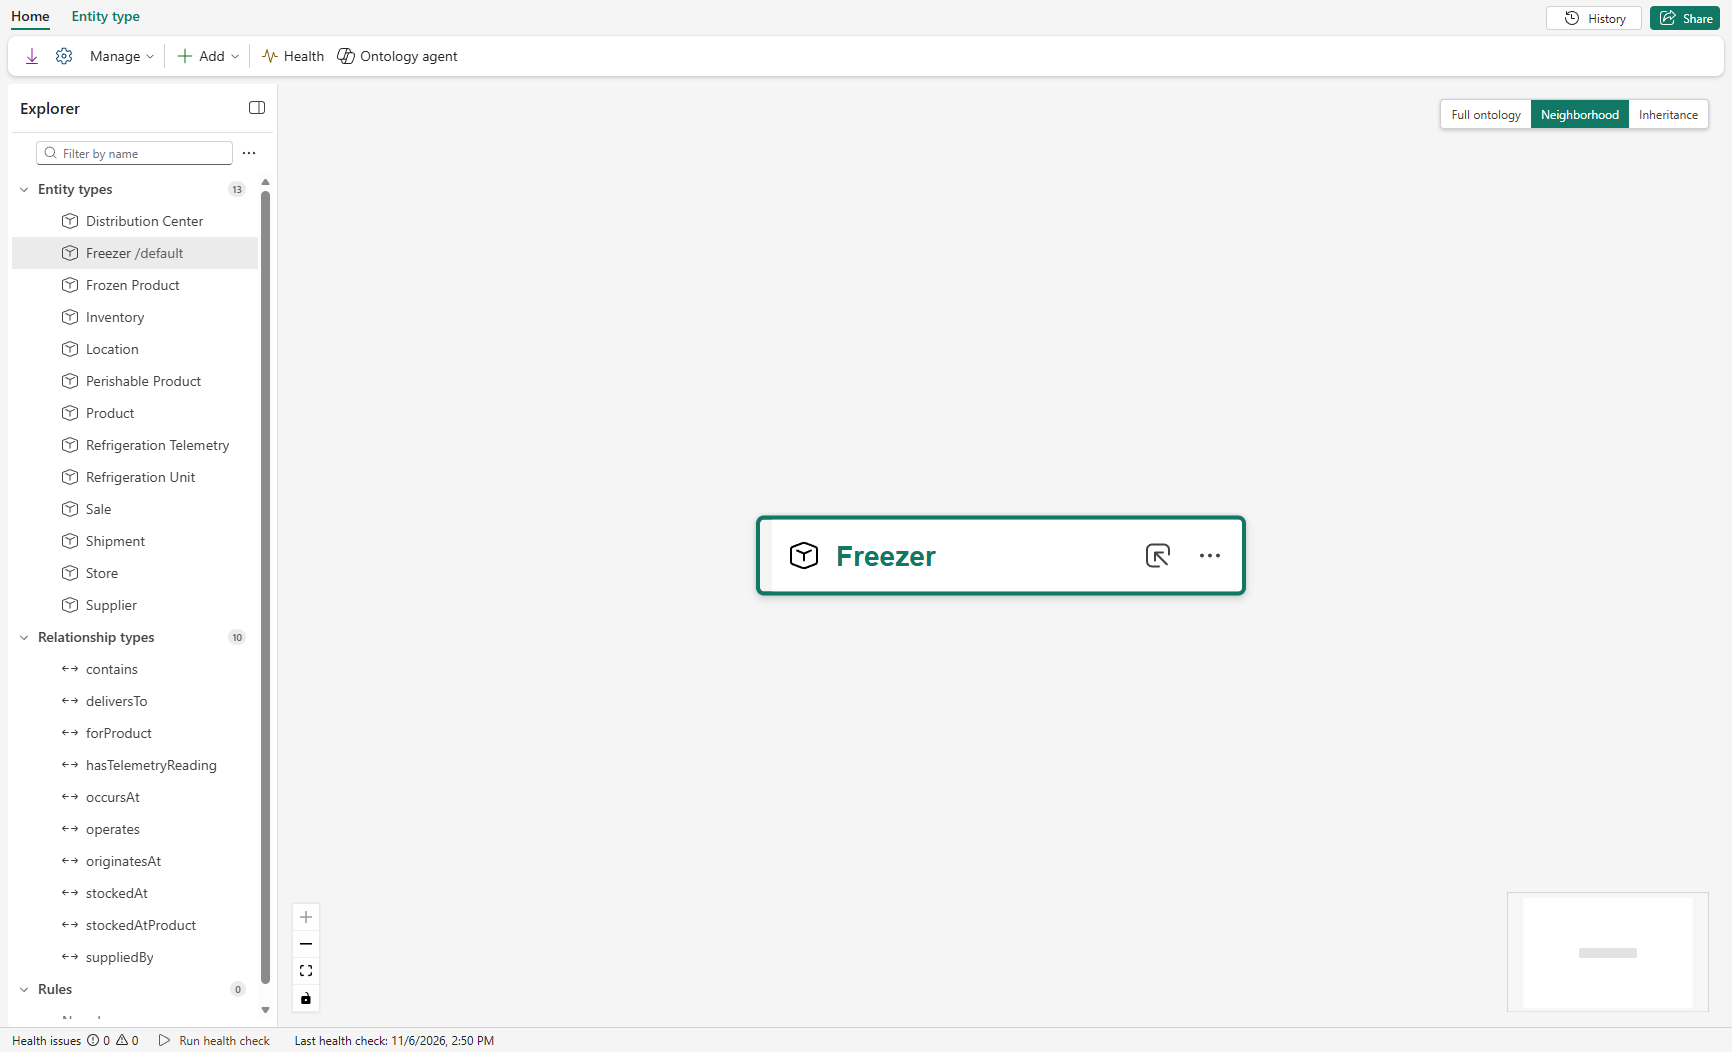 Home Entity type
History Share
Manage Add Health Ontology agent
Explorer
Filter by name
Full ontology Neighborhood Inheritance
Entity types 13
Distribution Center
Freezer /default
Frozen Product
Inventory
Location
Perishable Product
Product
Refrigeration Telemetry
Refrigeration Unit
Sale
Shipment
Store
Supplier
Freezer
Relationship types 10
contains
deliversTo
forProduct
hasTelemetryReading
occursAt
operates
originatesAt
stockedAt
stockedAtProduct
suppliedBy
Rules 0
Health issues 0 0 Run health check Last health check: 11/6/2026, 2:50 PM